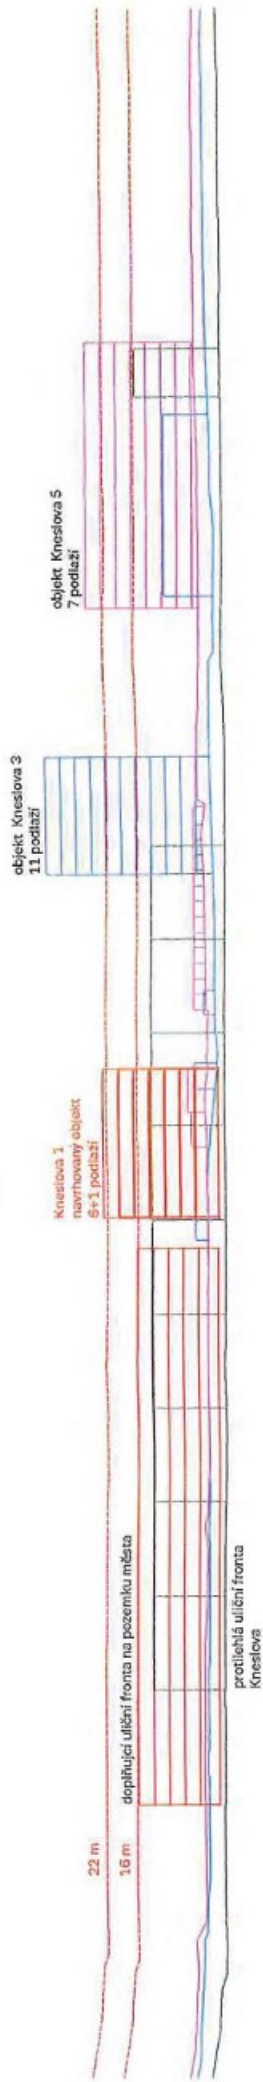 22 m
16 m
doplňující uliční fronta na pozemku města
protilehlá uliční fronta
Kneslova
Kneslova 1
navrhovaný objekt
6+1 podlaží
objekt Kneslova 3
11 podlaží
objekt Kneslova 5
7 podlaží